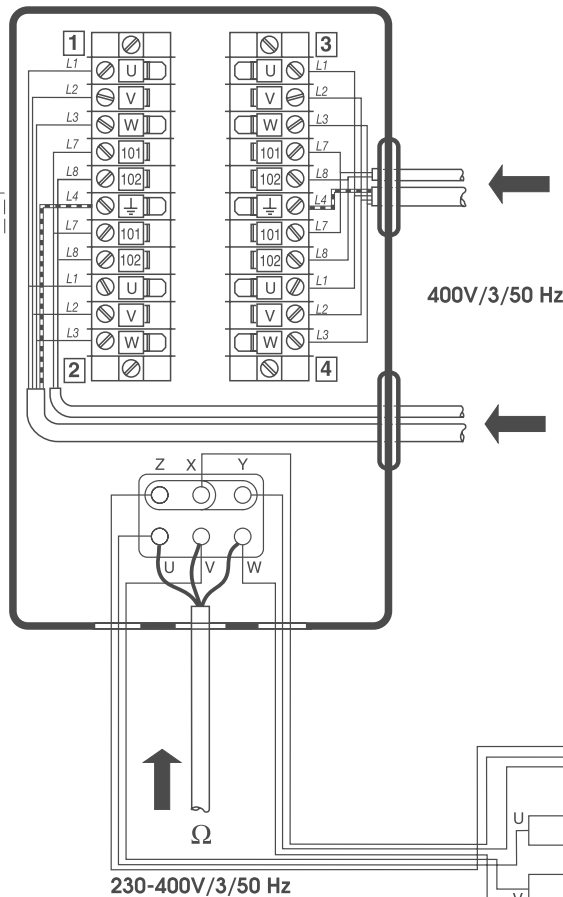 1 3
L1 U U L1
L2 V V L2
L3 W W L3
L7 101 101 L7
L8 102 102 L8
L4 L4
L7 101 101 L7
L8 102 102 L8
L1 U U L1
L2 V V L2
L3 W W L3
2 4
400V/3/50 Hz
Z X Y
U V W
Ω
230-400V/3/50 Hz
U
V